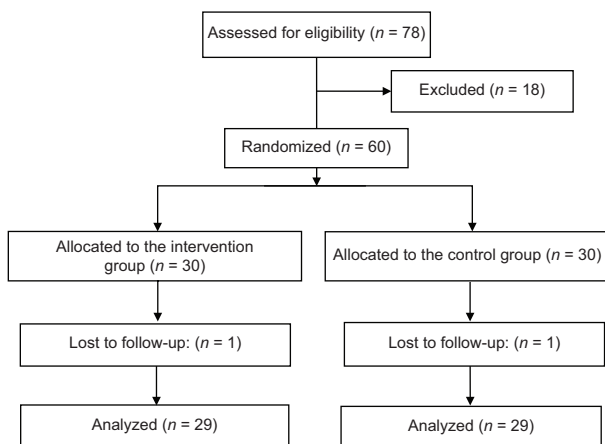 Assessed for eligibility (n = 78)
Excluded (n = 18)
Randomized (n = 60)
Allocated to the intervention
group (n = 30)
Allocated to the control group (n = 30)
Lost to follow-up: (n = 1)
Lost to follow-up: (n = 1)
Analyzed (n = 29)
Analyzed (n = 29)